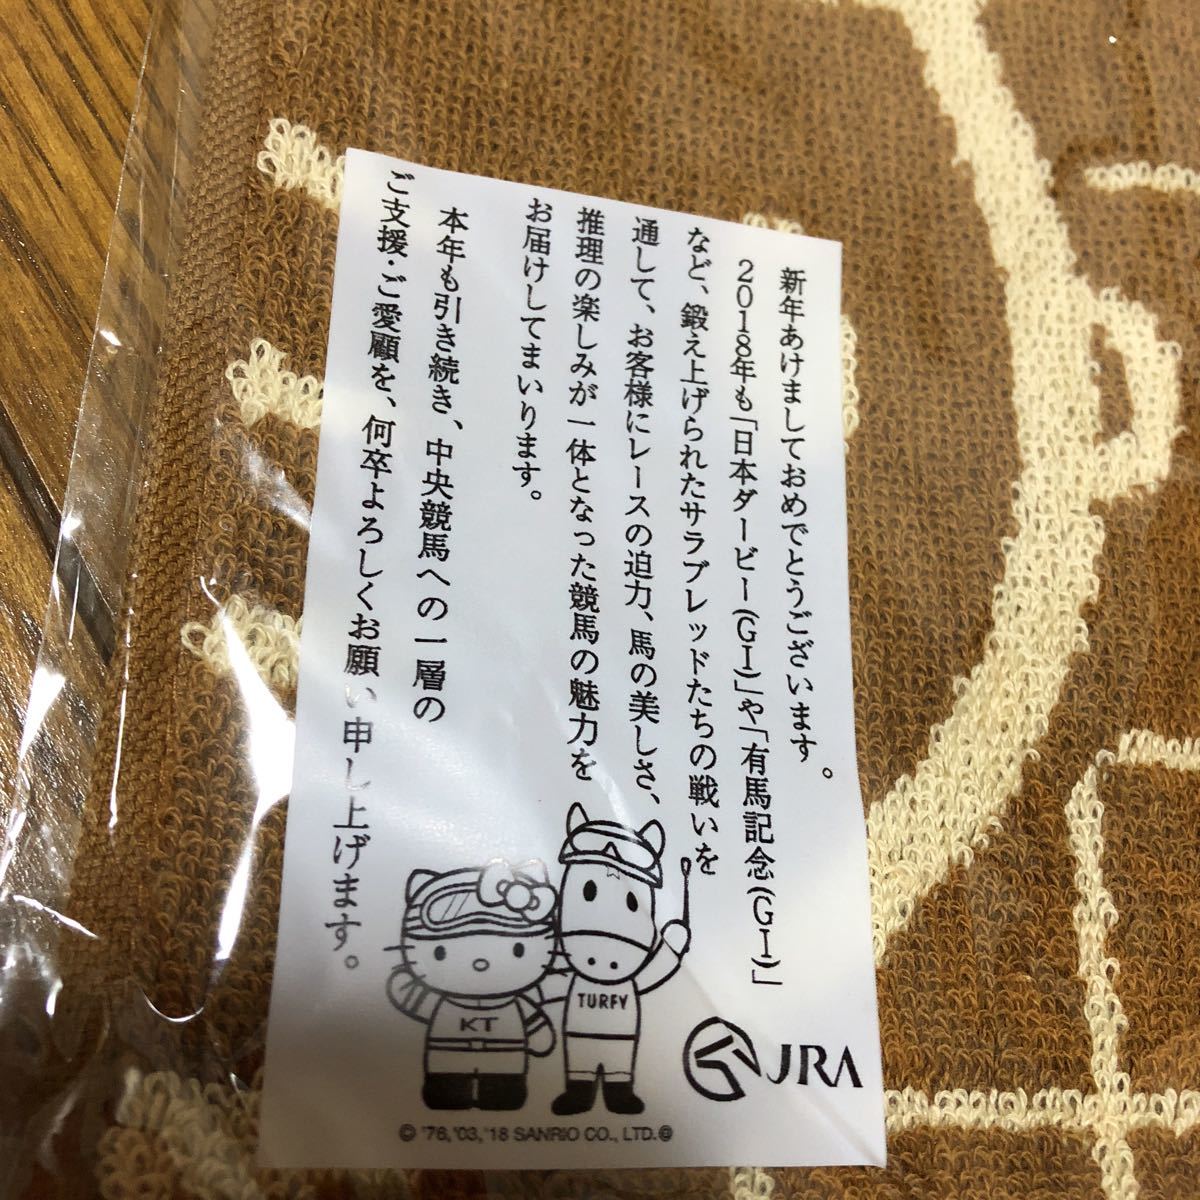 新年あけましておめでとうございます。
2018年も「日本ダービー(GI)」や「有馬記念(GI)」
など、鍛え上げられたサラブレッドたちの戦いを
通して、お客様にレースの迫力、馬の美しさ、
推理の楽しみが一体となった競馬の魅力を
お届けしてまいります。
本年も引き続き、中央競馬への一層の
ご支援・ご愛顧を、何卒よろしくお願い申し上げます。
KT
TURFY
JRA
© '76,'03,'18 SANRIO CO., LTD.@